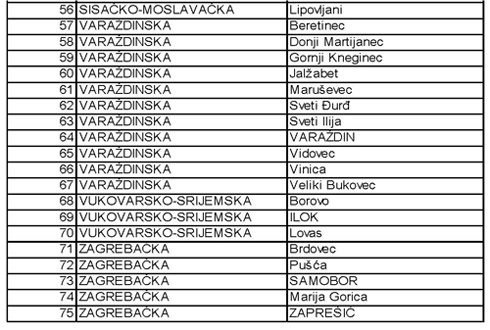 56 SISAČKO-MOSLAVAČKA Lipovljani
57 VARAŽDINSKA Beretinec
58 VARAŽDINSKA Donji Martijanec
59 VARAŽDINSKA Gornji Kneginec
60 VARAŽDINSKA Jalžabet
61 VARAŽDINSKA Maruševec
62 VARAŽDINSKA Sveti Đurđ
63 VARAŽDINSKA Sveti Ilija
64 VARAŽDINSKA VARAŽDIN
65 VARAŽDINSKA Vidovec
66 VARAŽDINSKA Vinica
67 VARAŽDINSKA Veliki Bukovec
68 VUKOVARSKO-SRIJEMSKA Borovo
69 VUKOVARSKO-SRIJEMSKA ILOK
70 VUKOVARSKO-SRIJEMSKA Lovas
71 ZAGREBAČKA Brdovec
72 ZAGREBAČKA Pušća
73 ZAGREBAČKA SAMOBOR
74 ZAGREBAČKA Marija Gorica
75 ZAGREBAČKA ZAPREŠIĆ